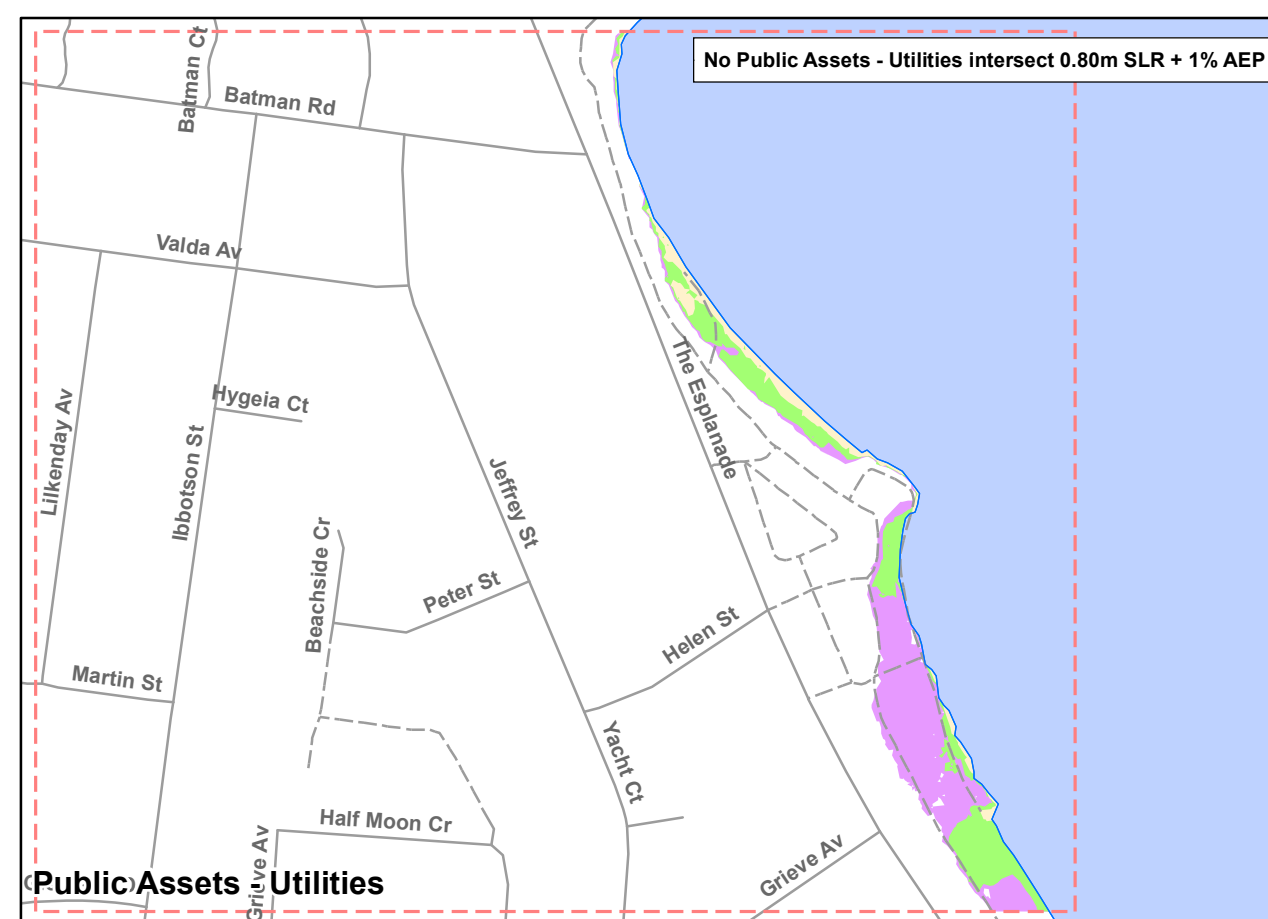 No Public Assets - Utilities intersect 0.80m SLR + 1% AEP
Batman Ct
Batman Rd
Valda Av
The Esplanade
Lilkenday Av
Hygeia Ct
Ibbotson St
Jeffrey St
Beachside Cr
Peter St
Helen St
Martin St
Yacht Ct
Half Moon Cr
Grieve Av
Grieve Av
Public Assets - Utilities